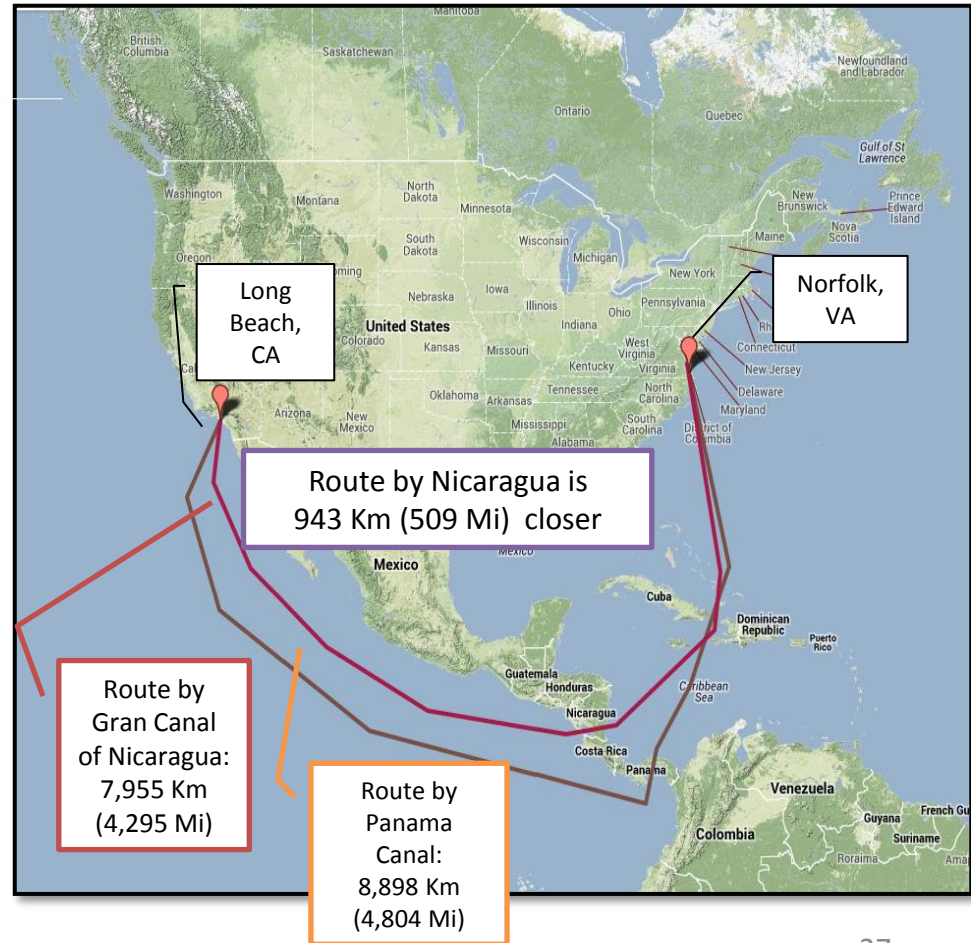 Manitoba
British
Columbia
Saskatchewan
Newfoundland
and Labrador
Ontario
Quebec
Gulf of St
Lawrence
Washington
Montana
North
Dakota
Minnesota
New
Brunswick
Prince
Edward
Island
Nova
Scotia
Maine
Oregon
South
Dakota
Wisconsin
Michigan
New York
Long
Beach,
CA
Norfolk,
VA
oming
Nebraska
Iowa
Illinois
Indiana
Ohio
Pennsylvania
Rh
Connecticut
New Jersey
Delaware
Maryland
District of
Columbia
United States
Colorado
Kansas
Missouri
West
Virginia
Kentucky
Virginia
Cal
Arizona
New
Mexico
Oklahoma
Arkansas
Tennessee
North
Carolina
Mississippi
Alabama
South
Carolina
Route by Nicaragua is
943 Km (509 Mi) closer
Mexico
Mexico
Cuba
Dominican
Republic
Puerto
Rico
Guatemala
Honduras
Caribbean
Sea
Nicaragua
Costa Rica
Panama
Venezuela
Guyana
French Gu
Suriname
Colombia
Roraima
Ama
Route by
Gran Canal
of Nicaragua:
7,955 Km
(4,295 Mi)
Route by
Panama
Canal:
8,898 Km
(4,804 Mi)